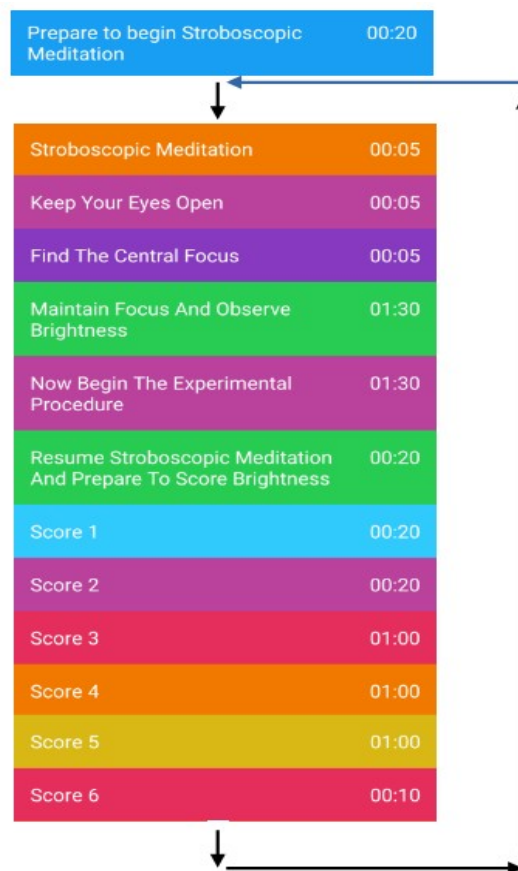 Prepare to begin Stroboscopic 00:20
Meditation
Stroboscopic Meditation 00:05
Keep Your Eyes Open 00:05
Find The Central Focus 00:05
Maintain Focus And Observe 01:30
Brightness
Now Begin The Experimental 01:30
Procedure
Resume Stroboscopic Meditation 00:20
And Prepare To Score Brightness
Score 1 00:20
Score 2 00:20
Score 3 01:00
Score 4 01:00
Score 5 01:00
Score 6 00:10